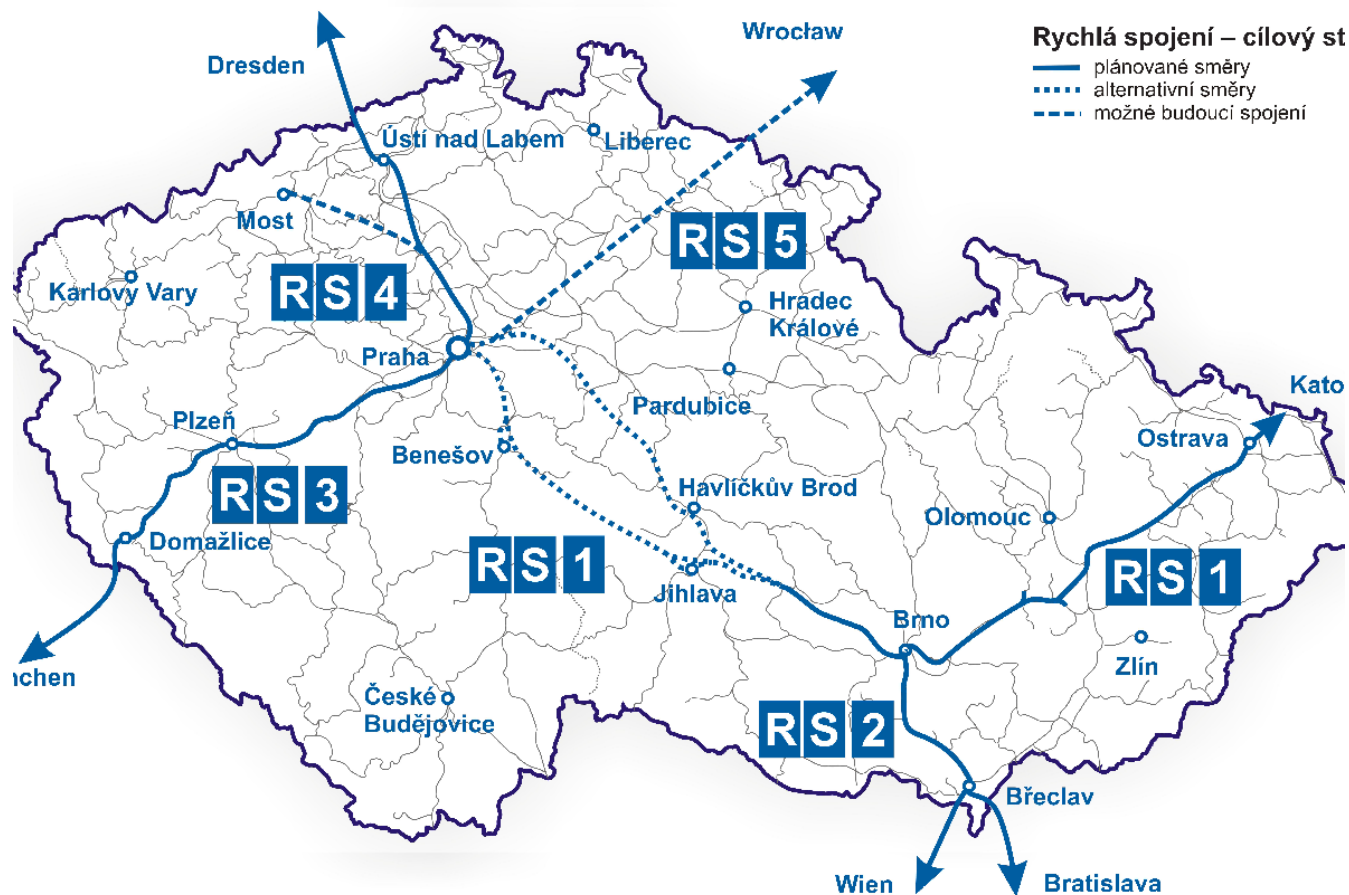 Rychlá spojení – cílový st
plánované směry
alternativní směry
možné budoucí spojení
Wrocław
Dresden
Ústí nad Labem
Liberec
Most
RS 5
Karlovy Vary
RS 4
Hradec
Králové
Praha
Pardubice
Kato
Plzeň
Ostrava
Benešov
RS 3
Havlíčkův Brod
Olomouc
Domažlice
RS 1
RS 1
Jihlava
Brno
Zlín
nchen
České
Budějovice
RS 2
Břeclav
Wien
Bratislava